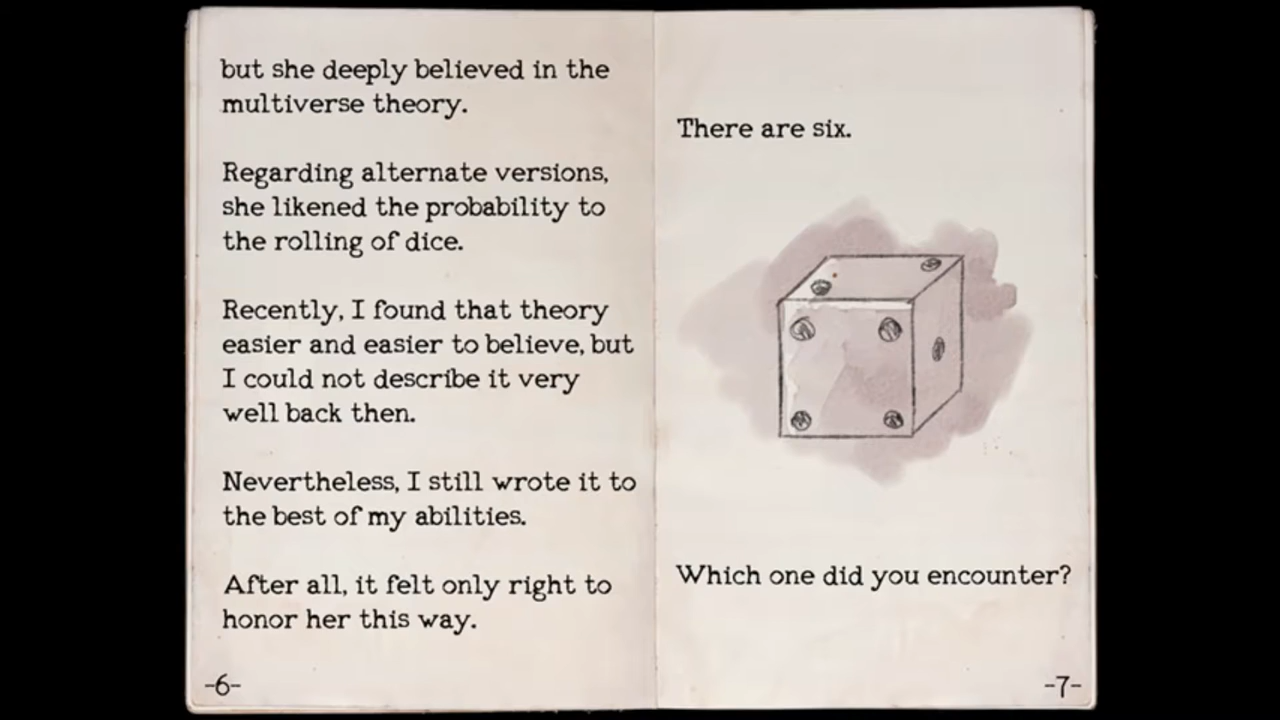 but she deeply believed in the
multiverse theory.
Regarding alternate versions,
she likened the probability to
the rolling of dice.
Recently, I found that theory
easier and easier to believe, but
I could not describe it very
well back then.
Nevertheless, I still wrote it to
the best of my abilities.
After all, it felt only right to
honor her this way.
-6-
There are six.
Which one did you encounter?
-7-